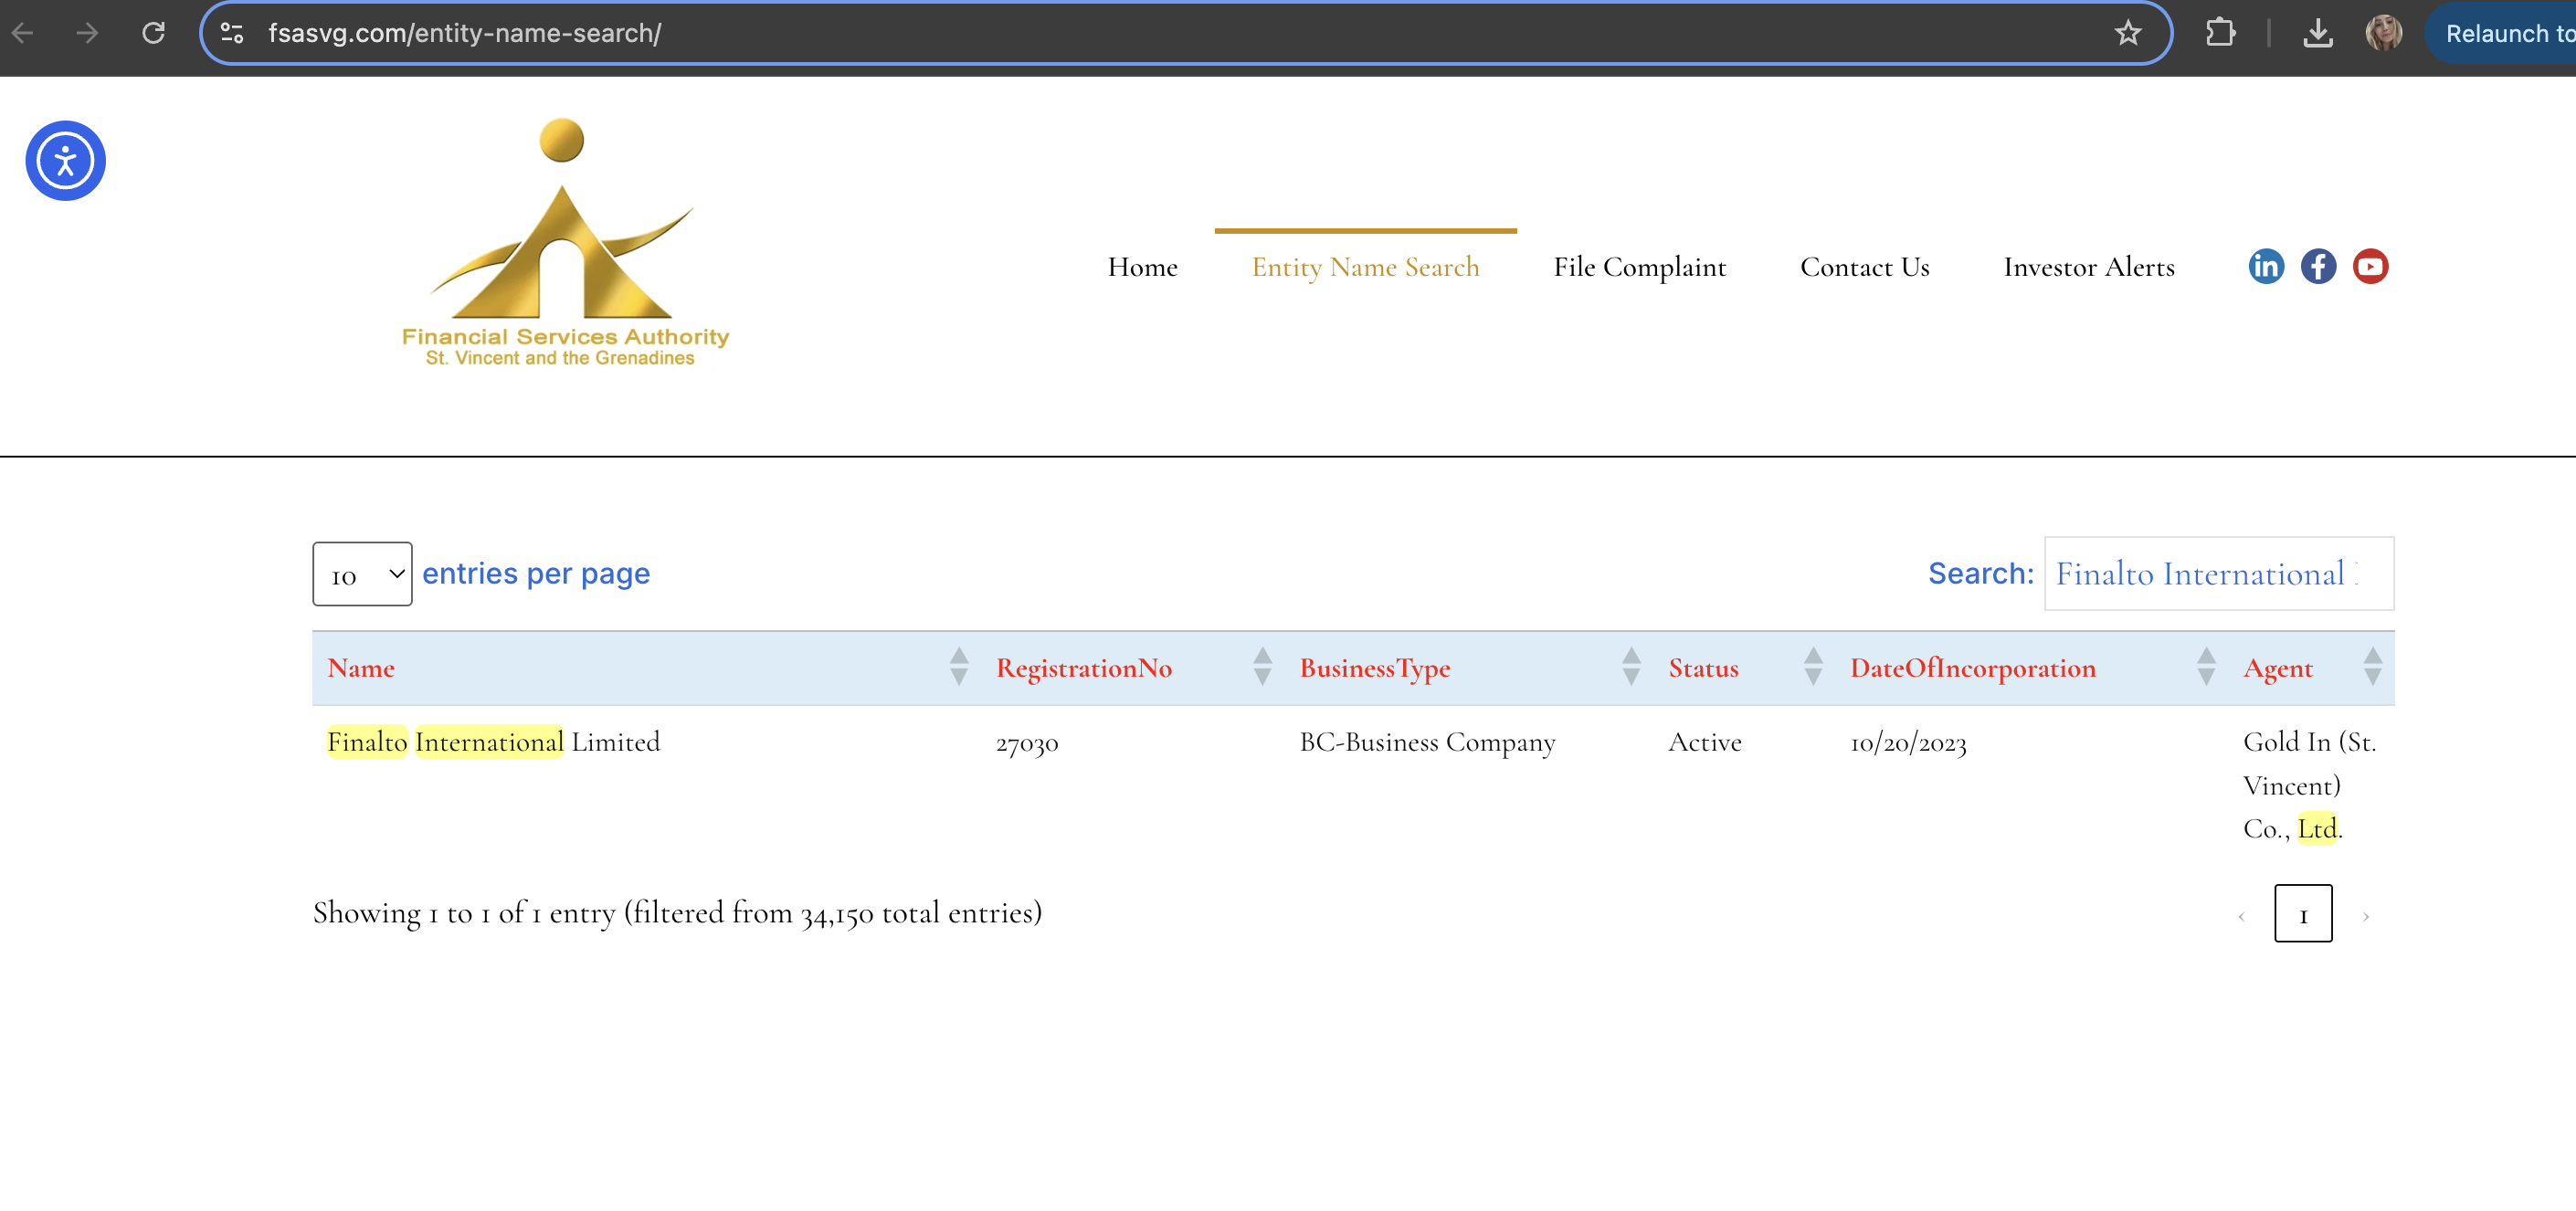 fsasvg.com/entity-name-search/
Relaunch to
Financial Services Authority
St. Vincent and the Grenadines
Home
Entity Name Search
File Complaint
Contact Us
Investor Alerts
in
f
10
entries per page
Search:
Finalto International
Name
RegistrationNo
BusinessType
Status
DateOfIncorporation
Agent
Finalto International Limited
27030
BC-Business Company
Active
10/20/2023
Gold In (St.
Vincent)
Co., Ltd.
Showing 1 to 1 of 1 entry (filtered from 34,150 total entries)
‹
1
›